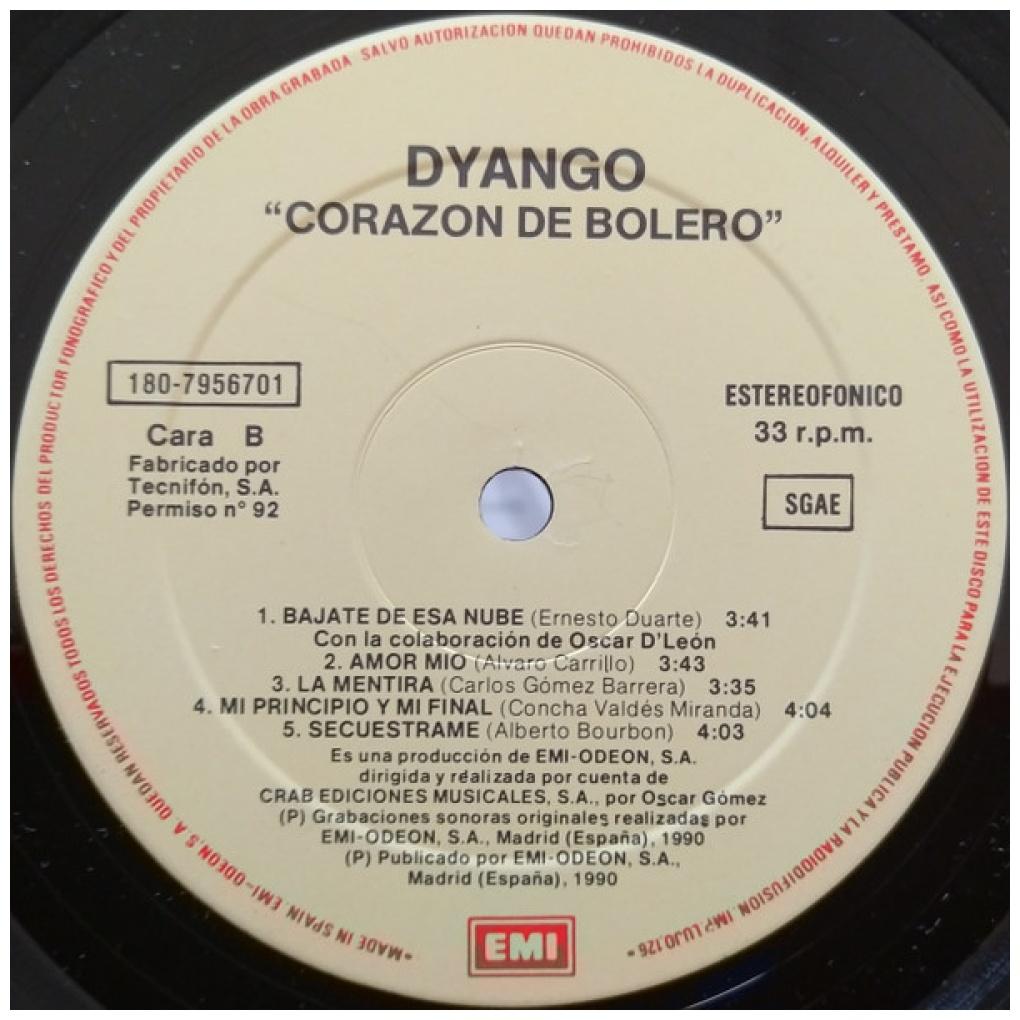 MADE IN SPAIN. EMI-ODEON, S.A. QUEDAN RESERVADOS TODOS LOS DERECHOS DEL PRODUCTOR FONOGRAFICO Y DEL PROPIETARIO DE LA OBRA GRABADA SALVO AUTORIZACION QUEDAN PROHIBIDOS LA DUPLICACION, ALQUILER Y PRESTAMO, ASI COMO LA UTILIZACION DE ESTE DISCO PARA LA EJECUCION PUBLICA Y LA RADIODIFUSION. IMP. LUJO, 126
DYANGO
“CORAZON DE BOLERO”
180-7956701
Cara B
Fabricado por
Tecnifón, S.A.
Permiso n° 92
ESTEREOFONICO
33 r.p.m.
SGAE
1. BAJATE DE ESA NUBE (Ernesto Duarte) 3:41
Con la colaboración de Oscar D'León
2. AMOR MIO (Alvaro Carrillo) 3:43
3. LA MENTIRA (Carlos Gómez Barrera) 3:35
4. MI PRINCIPIO Y MI FINAL (Concha Valdés Miranda) 4:04
5. SECUESTRAME (Alberto Bourbon) 4:03
Es una producción de EMI-ODEON, S.A.
dirigida y realizada por cuenta de
CRAB EDICIONES MUSICALES, S.A., por Oscar Gómez
(P) Grabaciones sonoras originales realizadas por
EMI-ODEON, S.A., Madrid (España), 1990
(P) Publicado por EMI-ODEON, S.A.,
Madrid (España), 1990
EMI